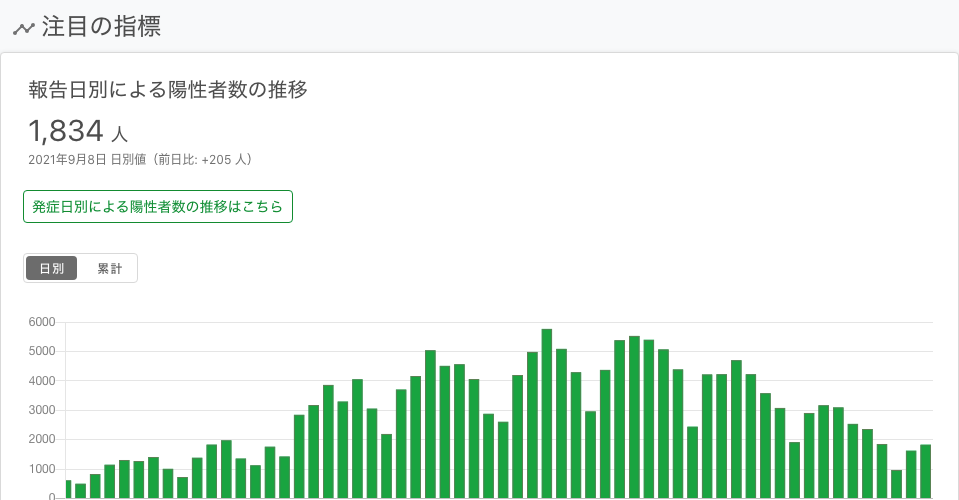 注目の指標
報告日別による陽性者数の推移
1,834 人
2021年9月8日 日別値（前日比: +205 人）
発症日別による陽性者数の推移はこちら
日別 累計
6000
5000
4000
3000
2000
1000
0